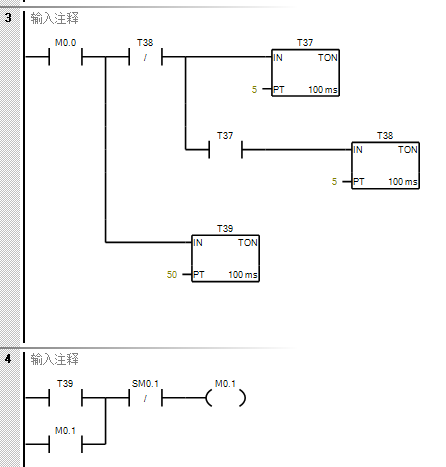 3 输入注释
M0.0 T38 T37
/ IN TON
5 PT 100 ms
T37 T38
IN TON
5 PT 100 ms
T39
IN TON
50 PT 100 ms
4 输入注释
T39 SM0.1 M0.1
/
M0.1